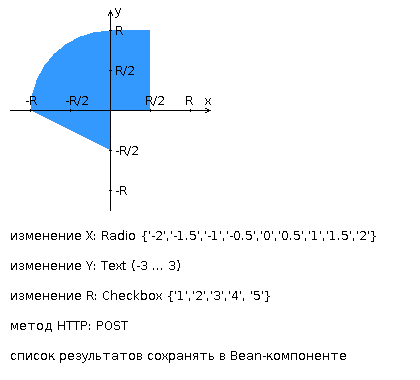 y
R
R/2
-R
-R/2
R/2
R
x
-R/2
-R
изменение X: Radio {'-2','-1.5','-1','-0.5','0','0.5','1','1.5','2'}
изменение Y: Text (-3 ... 3)
изменение R: Checkbox {'1','2','3','4', '5'}
метод HTTP: POST
список результатов сохранять в Bean-компоненте